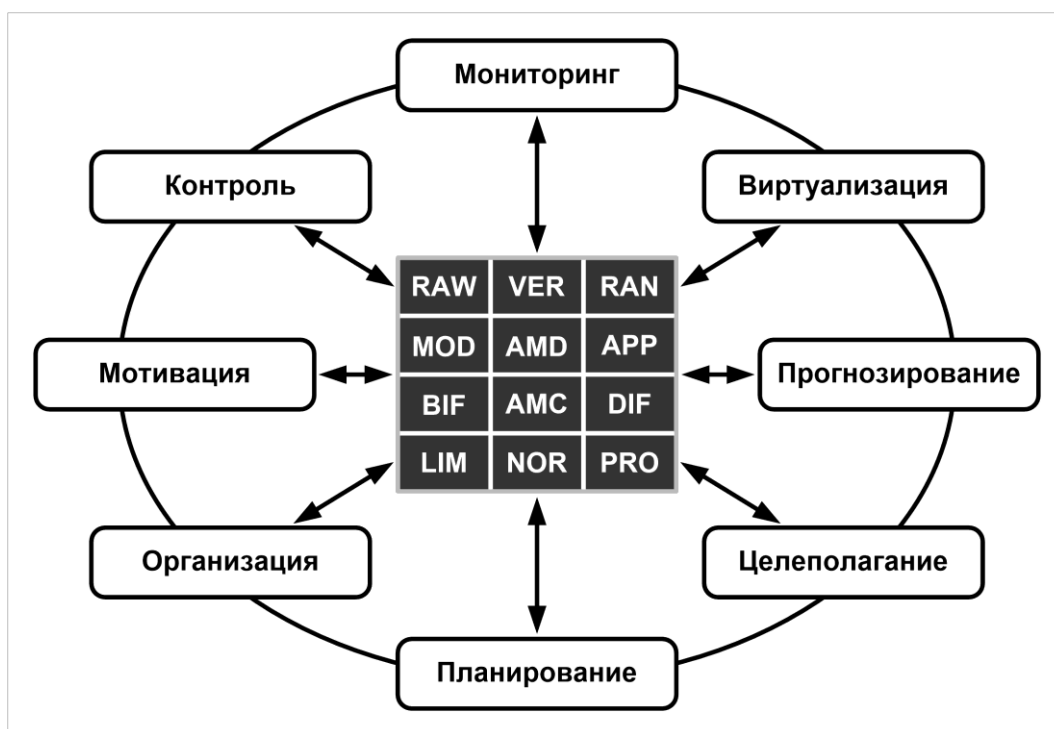 Мониторинг
Контроль
Виртуализация
RAW VER RAN
MOD AMD APP
Мотивация
Прогнозирование
BIF AMC DIF
LIM NOR PRO
Организация
Целеполагание
Планирование